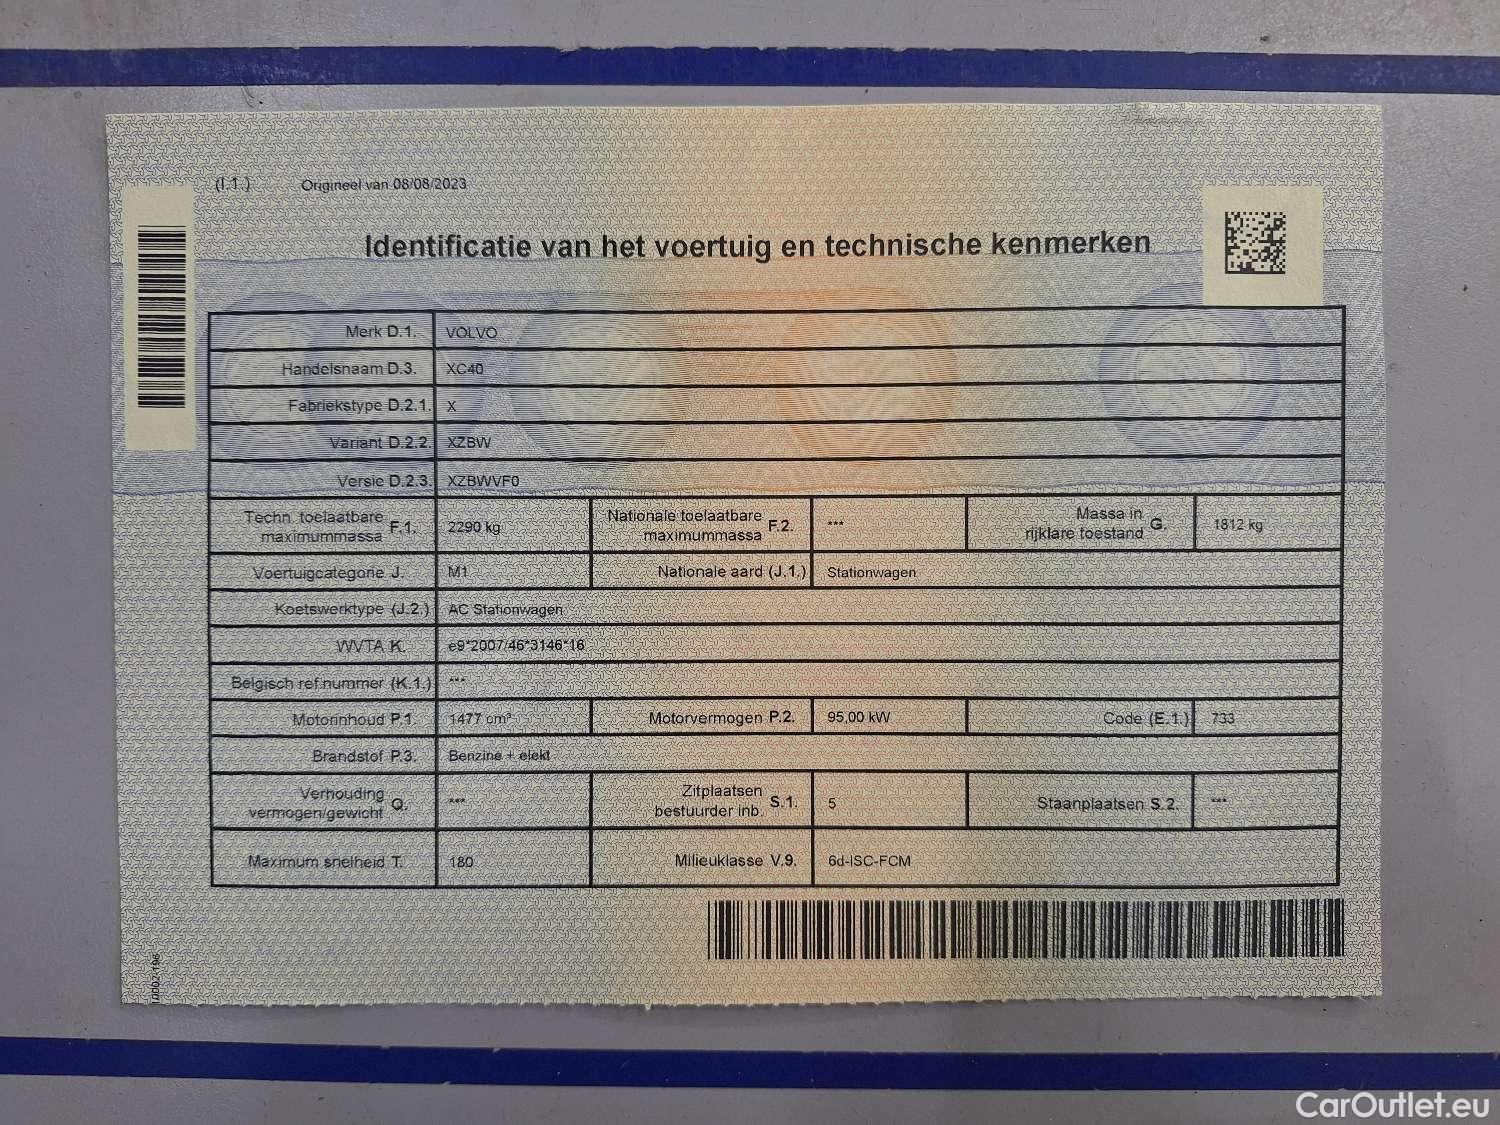 (I.1.) Origineel van 08/08/2023
Identificatie van het voertuig en technische kenmerken
Merk D.1. VOLVO
Handelsnaam D.3. XC40
Fabriekstype D.2.1. X
Variant D.2.2. XZBW
Versie D.2.3. XZBWVF0
Techn. toelaatbare maximummassa F.1. 2290 kg Nationale toelaatbare maximummassa F.2. *** Massa in rijklare toestand G. 1812 kg
Voertuigcategorie J. M1 Nationale aard (J.1.) Stationwagen
Koetswerktype (J.2.) AC Stationwagen
WVTA K. e9*2007/46*3146*16
Belgisch ref.nummer (K.1.) ***
Motorinhoud P.1. 1477 cm³ Motorvermogen P.2. 95,00 kW Code (E.1.) 733
Brandstof P.3. Benzine + elekt
Verhouding vermogen/gewicht Q. *** Zitplaatsen bestuurder inb. S.1. 5 Staanplaatsen S.2. ***
Maximum snelheid T. 180 Milieuklasse V.9. 6d-ISC-FCM
T0002-196
CarOutlet.eu